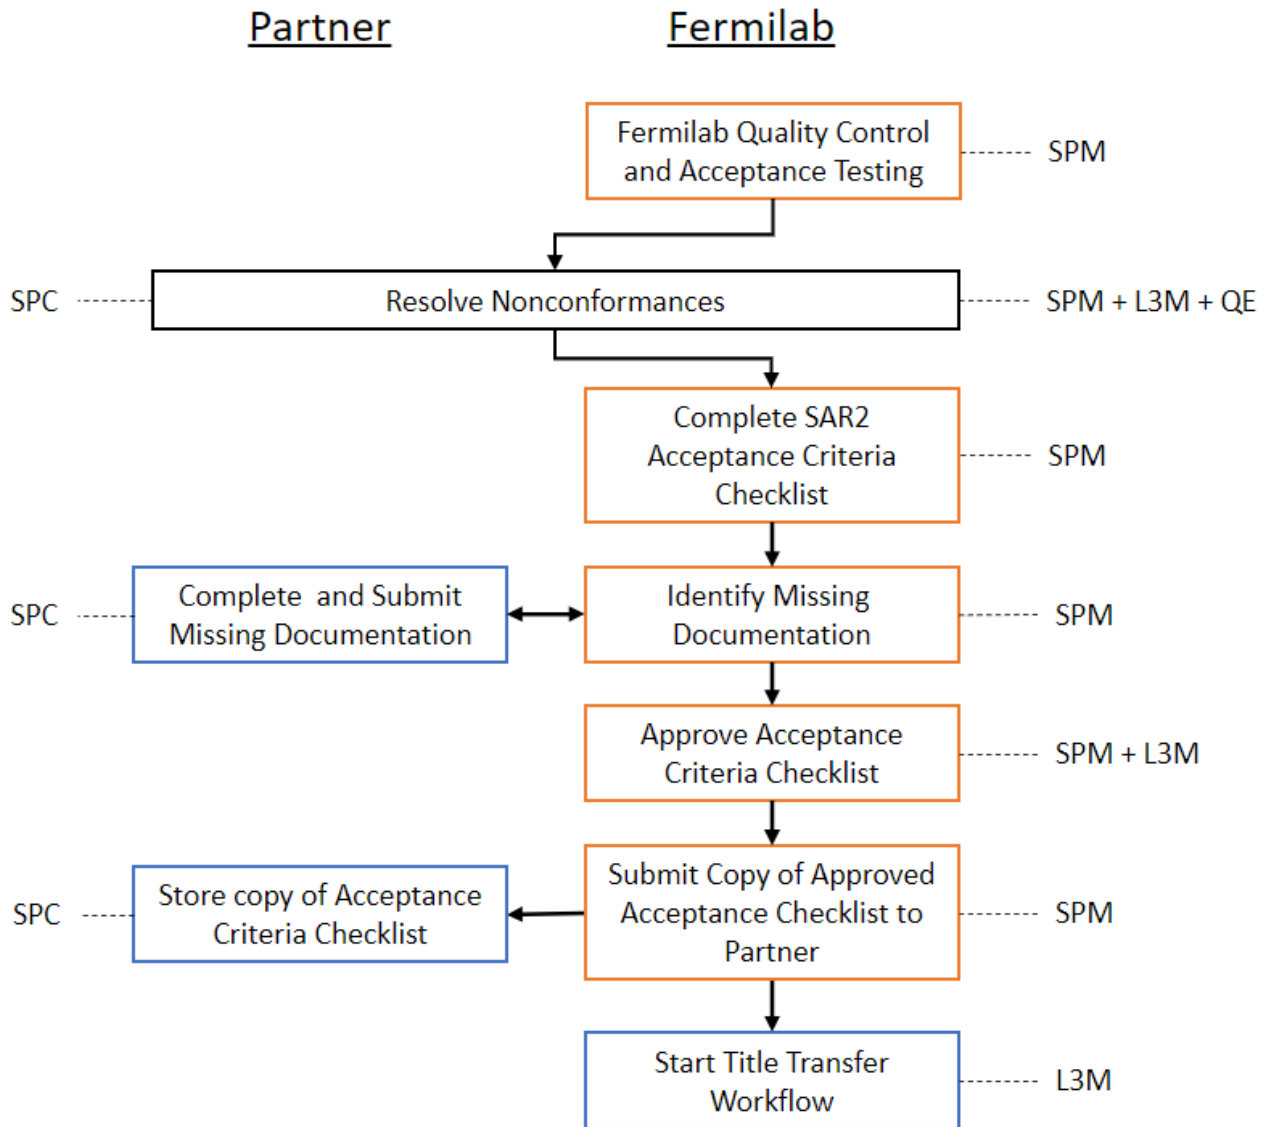 Partner
Fermilab
Fermilab Quality Control
and Acceptance Testing
SPM
SPC
Resolve Nonconformances
SPM + L3M + QE
Complete SAR2
Acceptance Criteria
Checklist
SPM
SPC
Complete  and Submit
Missing Documentation
Identify Missing
Documentation
SPM
Approve Acceptance
Criteria Checklist
SPM + L3M
SPC
Store copy of Acceptance
Criteria Checklist
Submit Copy of Approved
Acceptance Checklist to
Partner
SPM
Start Title Transfer
Workflow
L3M